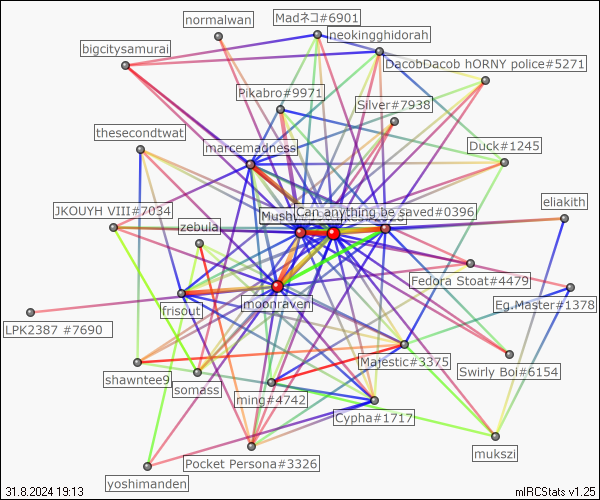 Madネコ#6901
normalwan
neokingghidorah
bigcitysamurai
DacobDacob hORNY police#5271
Pikabro#9971
Silver#7938
thesecondtwat
Duck#1245
marcemadness
eliakith
JKOUYH VIII#7034
Can anything be saved#0396
zebula
Fedora Stoat#4479
moonraven
Eg.Master#1378
frisout
LPK2387 #7690
Majestic#3375
Swirly Boi#6154
shawntee9
somass
ming#4742
Cypha#1717
mukszi
Pocket Persona#3326
yoshimanden
31.8.2024 19:13
mIRCStats v1.25